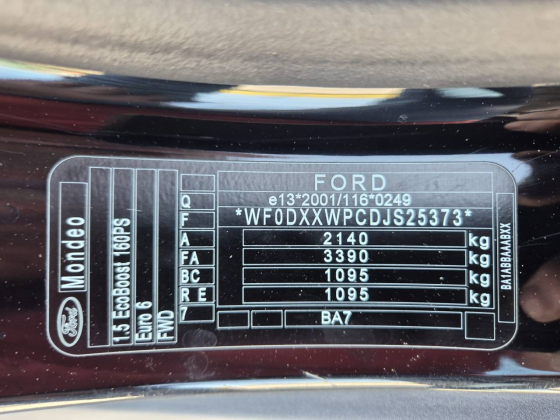 FORD
e13*2001/116*0249
*WF0DXXWPCDJS25373*
2140 kg
3390 kg
1095 kg
1095 kg
BA7
Q
F
A
FA
BC
R E
7
Ford
Mondeo
1.5 EcoBoost 160PS
Euro 6
FWD
BA1ABBAAABXX